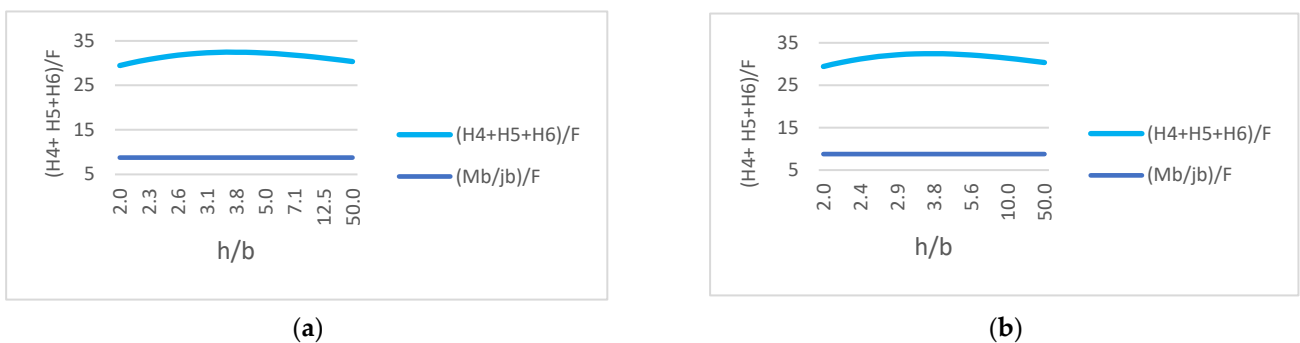 (H4+ H5+H6)/F
35
25
15
5
2.0
2.3
2.6
3.1
3.8
5.0
7.1
12.5
50.0
h/b
(H4+H5+H6)/F
(Mb/jb)/F
(a)
(H4+ H5+H6)/F
35
25
15
5
2.0
2.4
2.9
3.8
5.6
10.0
50.0
h/b
(H4+H5+H6)/F
(Mb/jb)/F
(b)